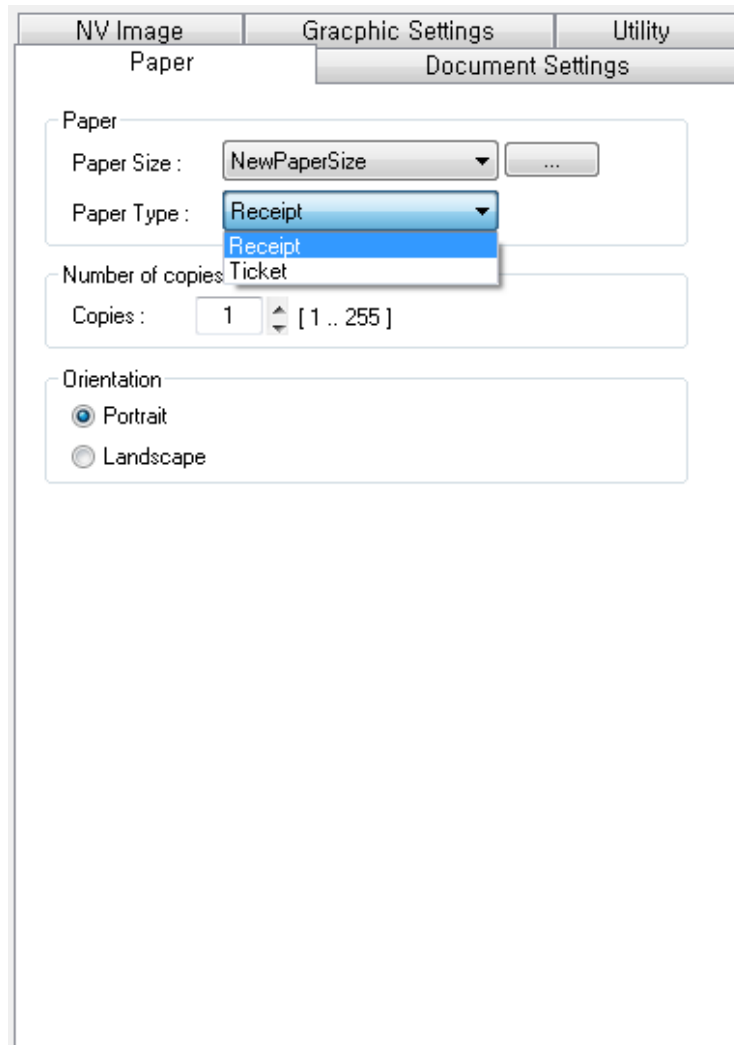 NV Image
Gracphic Settings
Utility
Paper
Document Settings
Paper
Paper Size :
NewPaperSize
...
Paper Type :
Receipt
Receipt
Ticket
Number of copies
Copies :
1
[ 1 .. 255 ]
Orientation
Portrait
Landscape